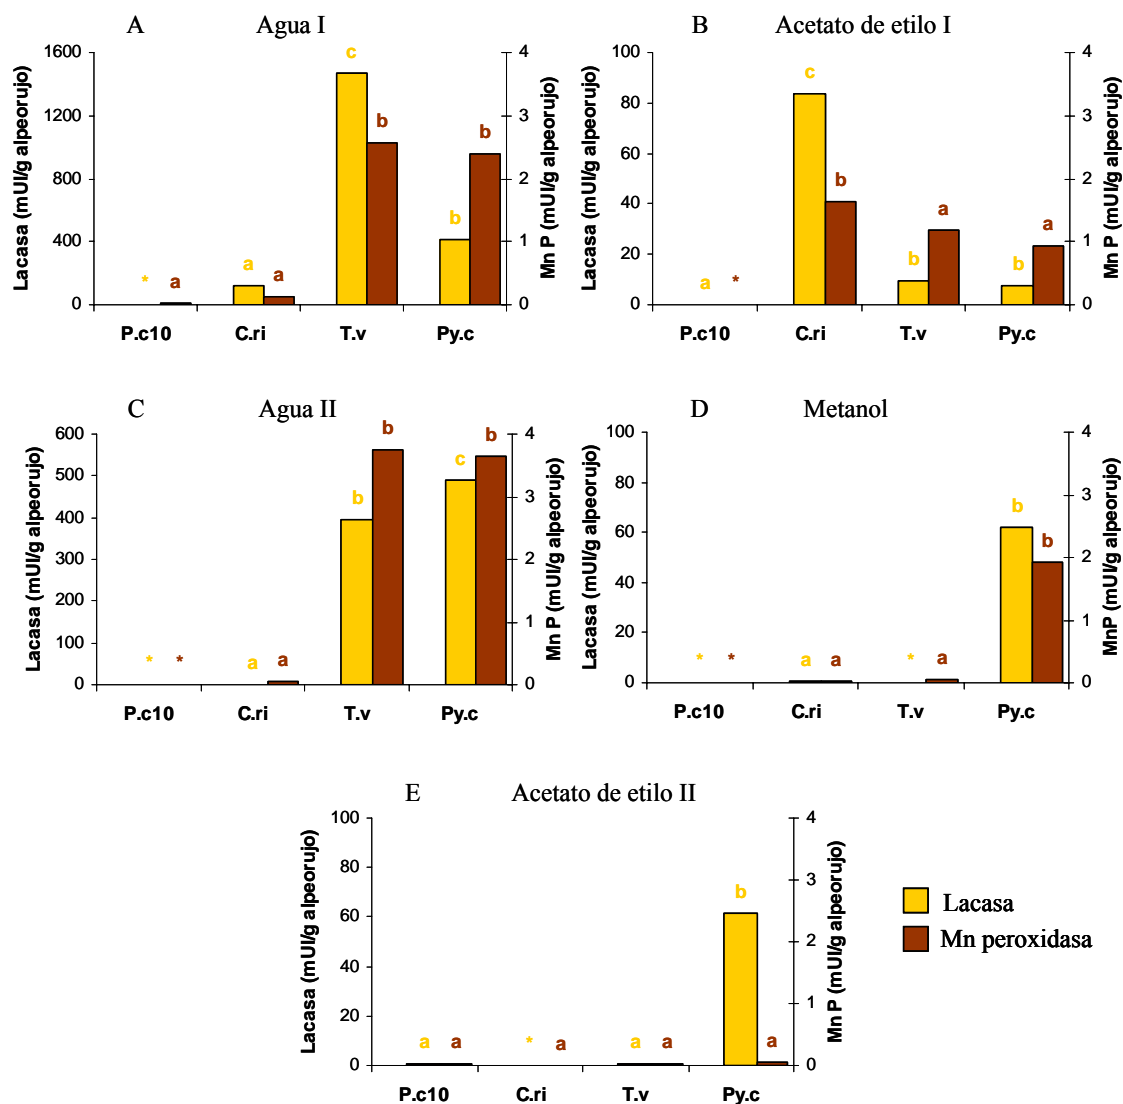 A Agua I
Lacasa (mUI/g alpeorujo)
1600
1200
800
400
0
* a a a c b b b
4
3
2
1
0
Mn P (mUI/g alpeorujo)
P.c10 C.ri T.v Py.c
B Acetato de etilo I
Lacasa (mUI/g alpeorujo)
100
80
60
40
20
0
a * c b b a b a
4
3
2
1
0
Mn P (mUI/g alpeorujo)
P.c10 C.ri T.v Py.c
C Agua II
Lacasa (mUI/g alpeorujo)
600
500
400
300
200
100
0
* * a a b b c b
4
3
2
1
0
Mn P (mUI/g alpeorujo)
P.c10 C.ri T.v Py.c
D Metanol
Lacasa (mUI/g alpeorujo)
100
80
60
40
20
0
* * a a * a b b
4
3
2
1
0
MnP (mUI/g alpeorujo)
P.c10 C.ri T.v Py.c
E Acetato de etilo II
Lacasa (mUI/g alpeorujo)
100
80
60
40
20
0
a a * a a a b a
4
3
2
1
0
Mn P (mUI/g alpeorujo)
P.c10 C.ri T.v Py.c
Lacasa
Mn peroxidasa